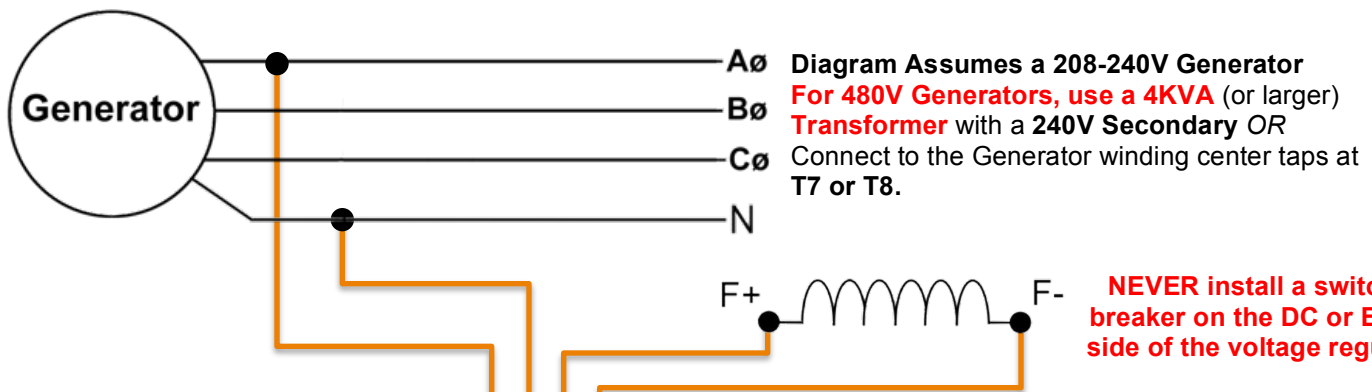 Generator
Aø
Bø
Cø
N
Diagram Assumes a 208-240V Generator
For 480V Generators, use a 4KVA (or larger)
Transformer with a 240V Secondary OR
Connect to the Generator winding center taps at
T7 or T8.
F+
F-
NEVER install a
breaker on the DC or
side of the voltage